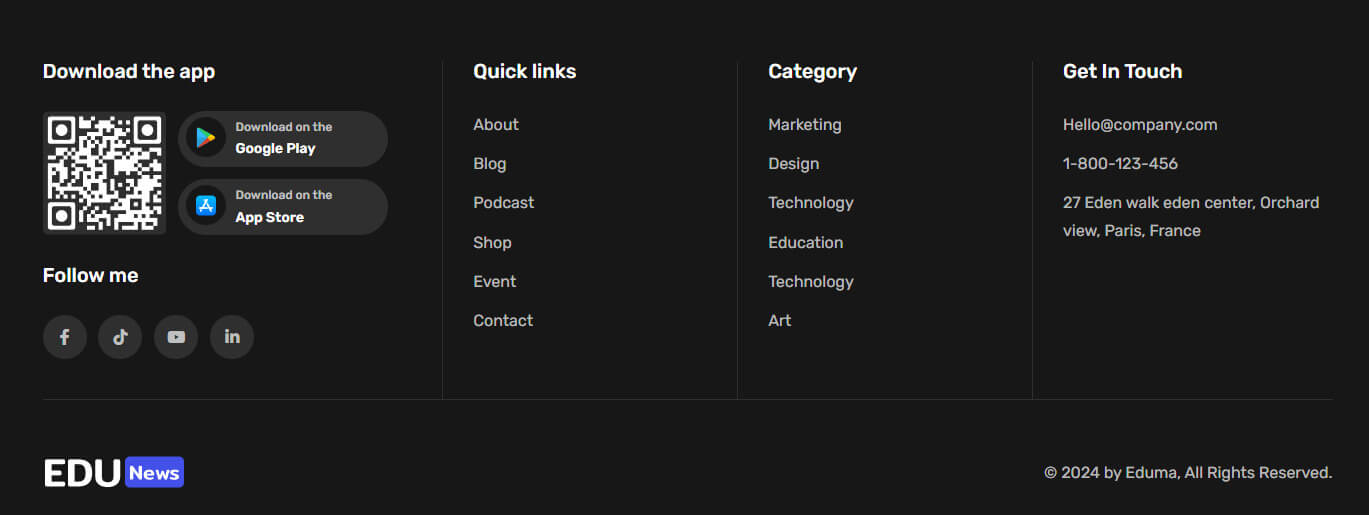 Download the app
Download on the
Google Play
Download on the
App Store
Follow me
Quick links
About
Blog
Podcast
Shop
Event
Contact
Category
Marketing
Design
Technology
Education
Technology
Art
Get In Touch
Hello@company.com
1-800-123-456
27 Eden walk eden center, Orchard
view, Paris, France
EDU News
© 2024 by Eduma, All Rights Reserved.